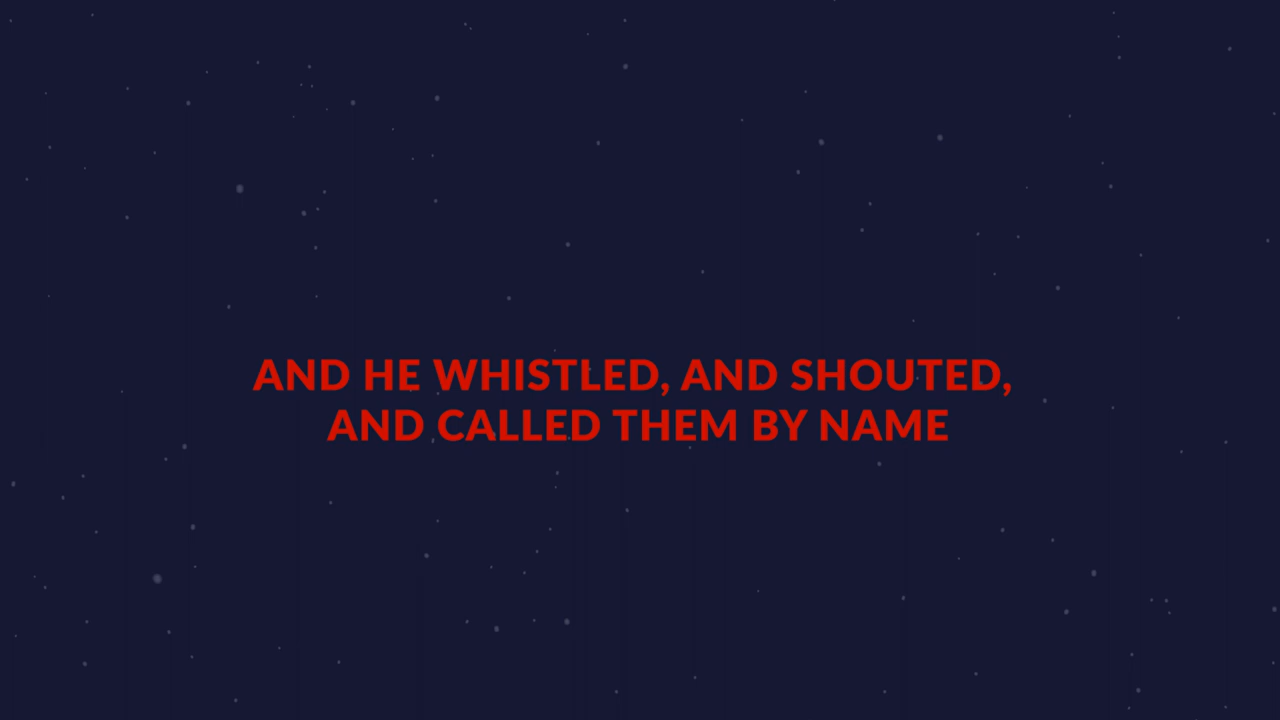 AND HE WHISTLED, AND SHOUTED,
AND CALLED THEM BY NAME